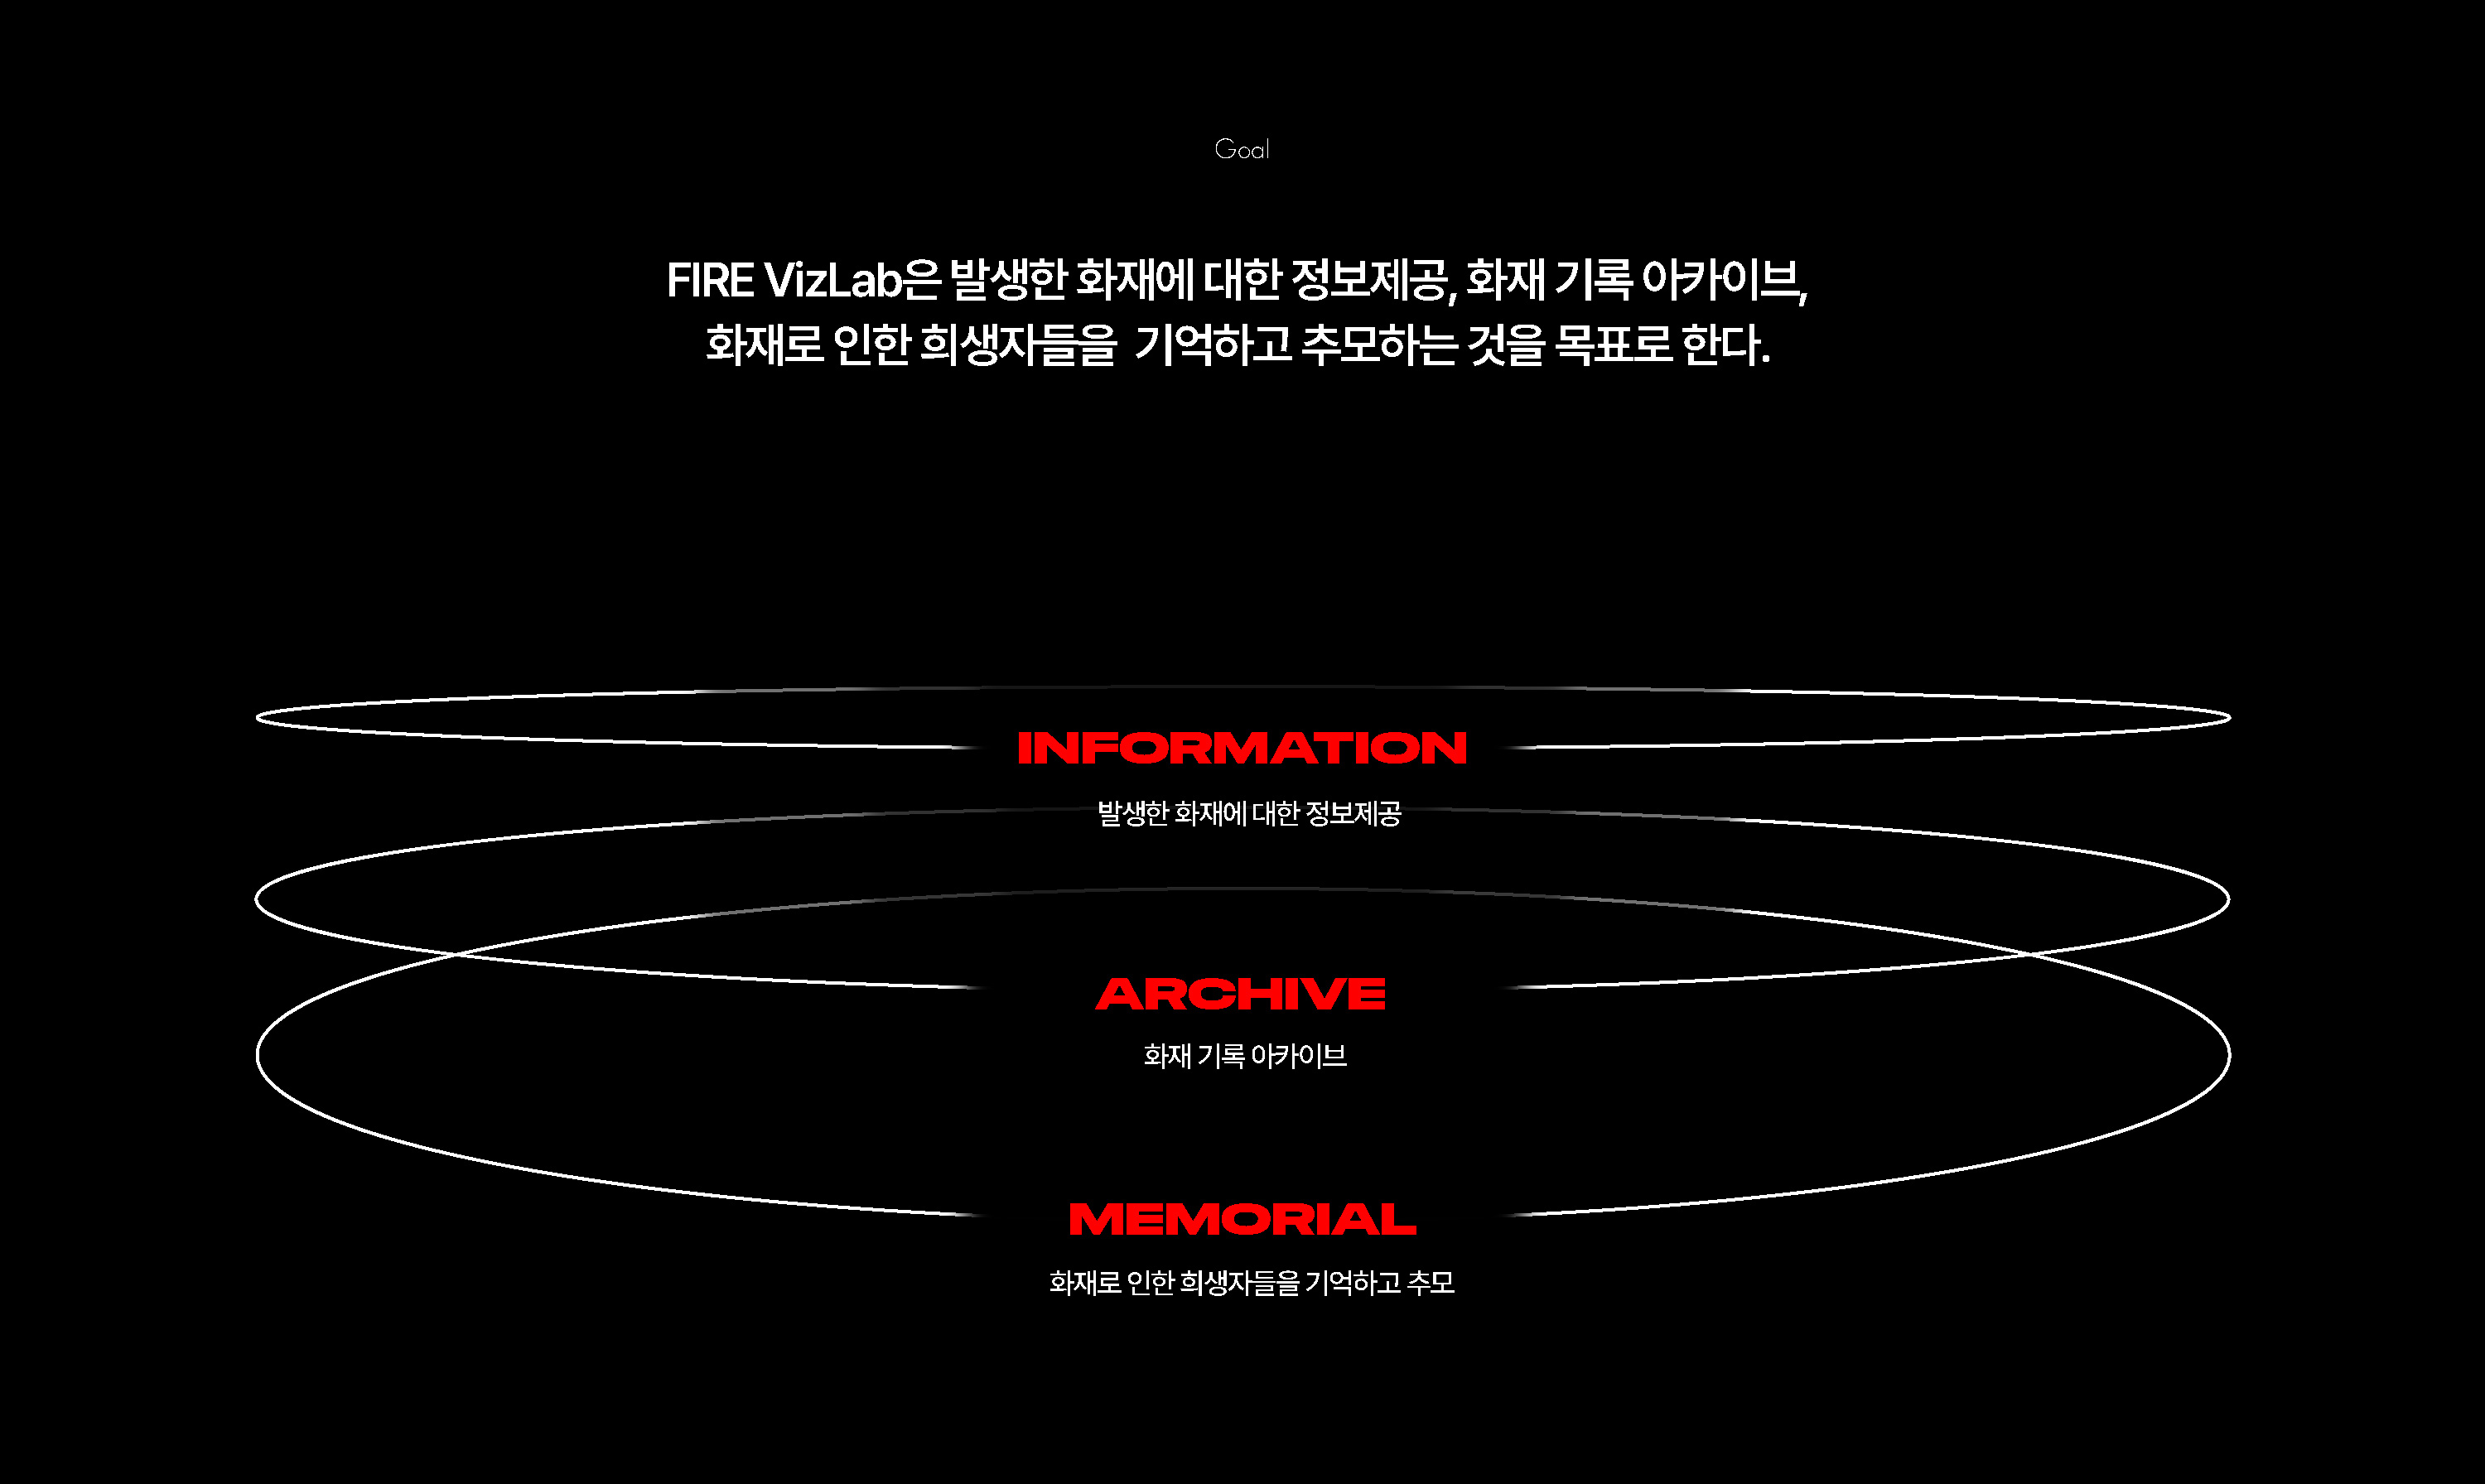 Goal
FIRE VizLab은 발생한 화재에 대한 정보제공, 화재 기록 아카이브,
화재로 인한 희생자들을 기억하고 추모하는 것을 목표로 한다.
INFORMATION
발생한 화재에 대한 정보제공
ARCHIVE
화재 기록 아카이브
MEMORIAL
화재로 인한 희생자들을 기억하고 추모